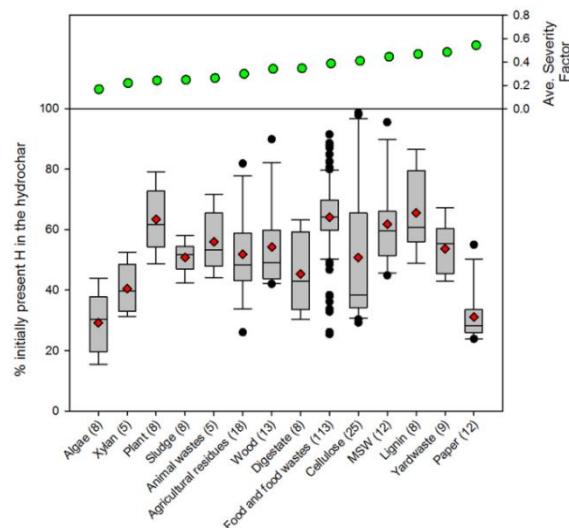 0.8
0.6
0.4
0.2
0.0
Ave. Severity
Factor
100
80
60
40
20
0
% initially present H in the hydrochar
Algae (8)
Xylan (5)
Plant (8)
Sludge (8)
Animal wastes (5)
Agricultural residues (18)
Wood (13)
Digestate (8)
Food and food wastes (113)
Cellulose (25)
MSW (12)
Lignin (8)
Yardwaste (9)
Paper (12)